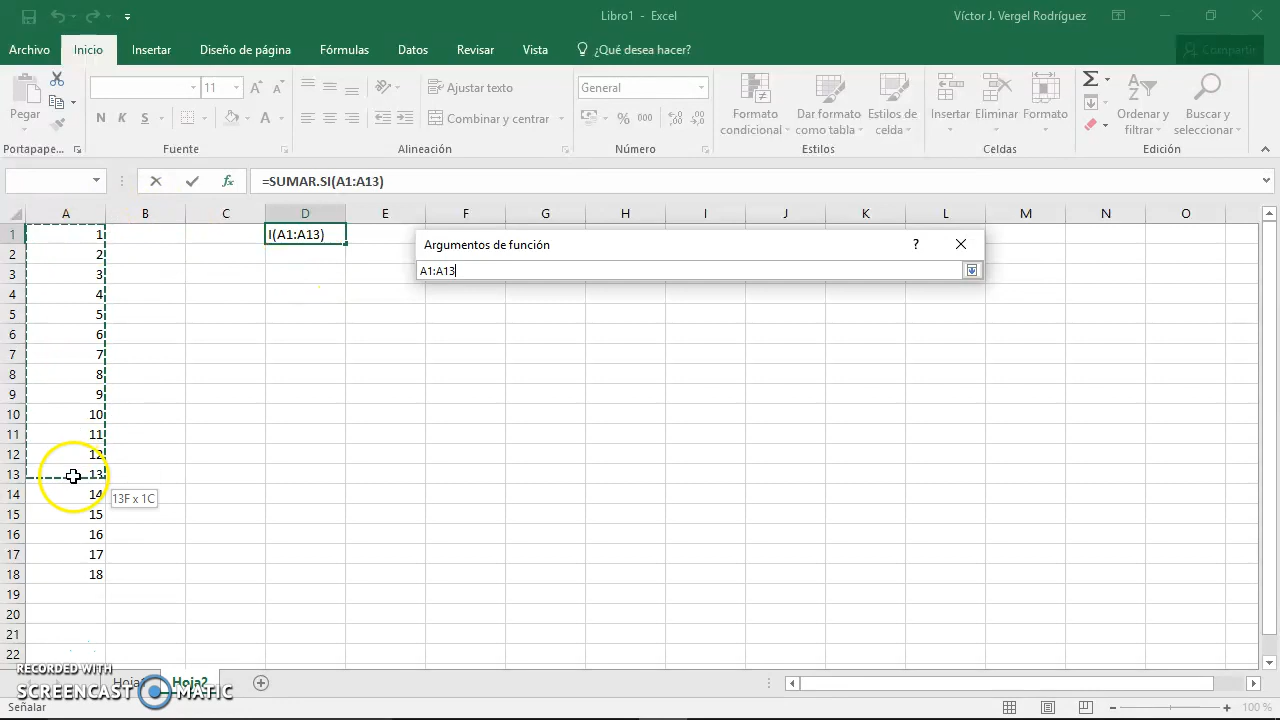 Libro1 - Excel
Víctor J. Vergel Rodríguez
Archivo Inicio Insertar Diseño de página Fórmulas Datos Revisar Vista ¿Qué desea hacer? Compartir
Pegar
N K S
11 A A
A
Ajustar texto
Combinar y centrar
General
% 000
Formato condicional
Dar formato como tabla
Estilos de celda
Insertar Eliminar Formato
Σ
Ordenar y filtrar
Buscar y seleccionar
Portapape... Fuente Alineación Número Estilos Celdas Edición
fx =SUMAR.SI(A1:A13)
A B C D E F G H I J K L M N O
1 1 I(A1:A13)
Argumentos de función ?
A1:A13
2 2
3 3
4 4
5 5
6 6
7 7
8 8
9 9
10 10
11 11
12 12
13 13
14 14
13F x 1C
15 15
16 16
17 17
18 18
19
20
21
22
RECORDED WITH
SCREENCAST MATIC
Hoja2
Señalar
100 %